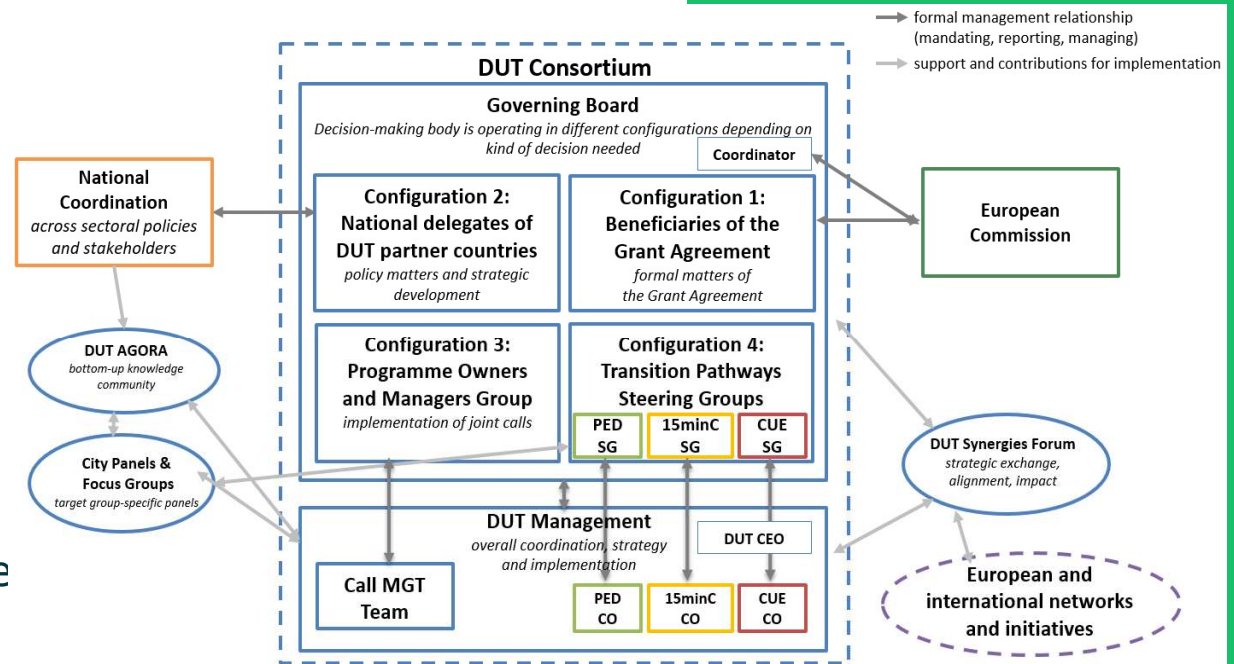 formal management relationship
(mandating, reporting, managing)
support and contributions for implementation
DUT Consortium
Governing Board
Decision-making body is operating in different configurations depending on
kind of decision needed
Coordinator
National
Coordination
across sectoral policies
and stakeholders
Configuration 2:
National delegates of
DUT partner countries
policy matters and strategic
development
Configuration 1:
Beneficiaries of the
Grant Agreement
formal matters of
the Grant Agreement
European
Commission
DUT AGORA
bottom-up knowledge
community
Configuration 3:
Programme Owners
and Managers Group
implementation of joint calls
Configuration 4:
Transition Pathways
Steering Groups
PED
SG
15minC
SG
CUE
SG
City Panels &
Focus Groups
target group-specific panels
DUT Synergies Forum
strategic exchange,
alignment, impact
DUT Management
overall coordination, strategy
and implementation
DUT CEO
Call MGT
Team
PED
CO
15minC
CO
CUE
CO
European and
international networks
and initiatives
e